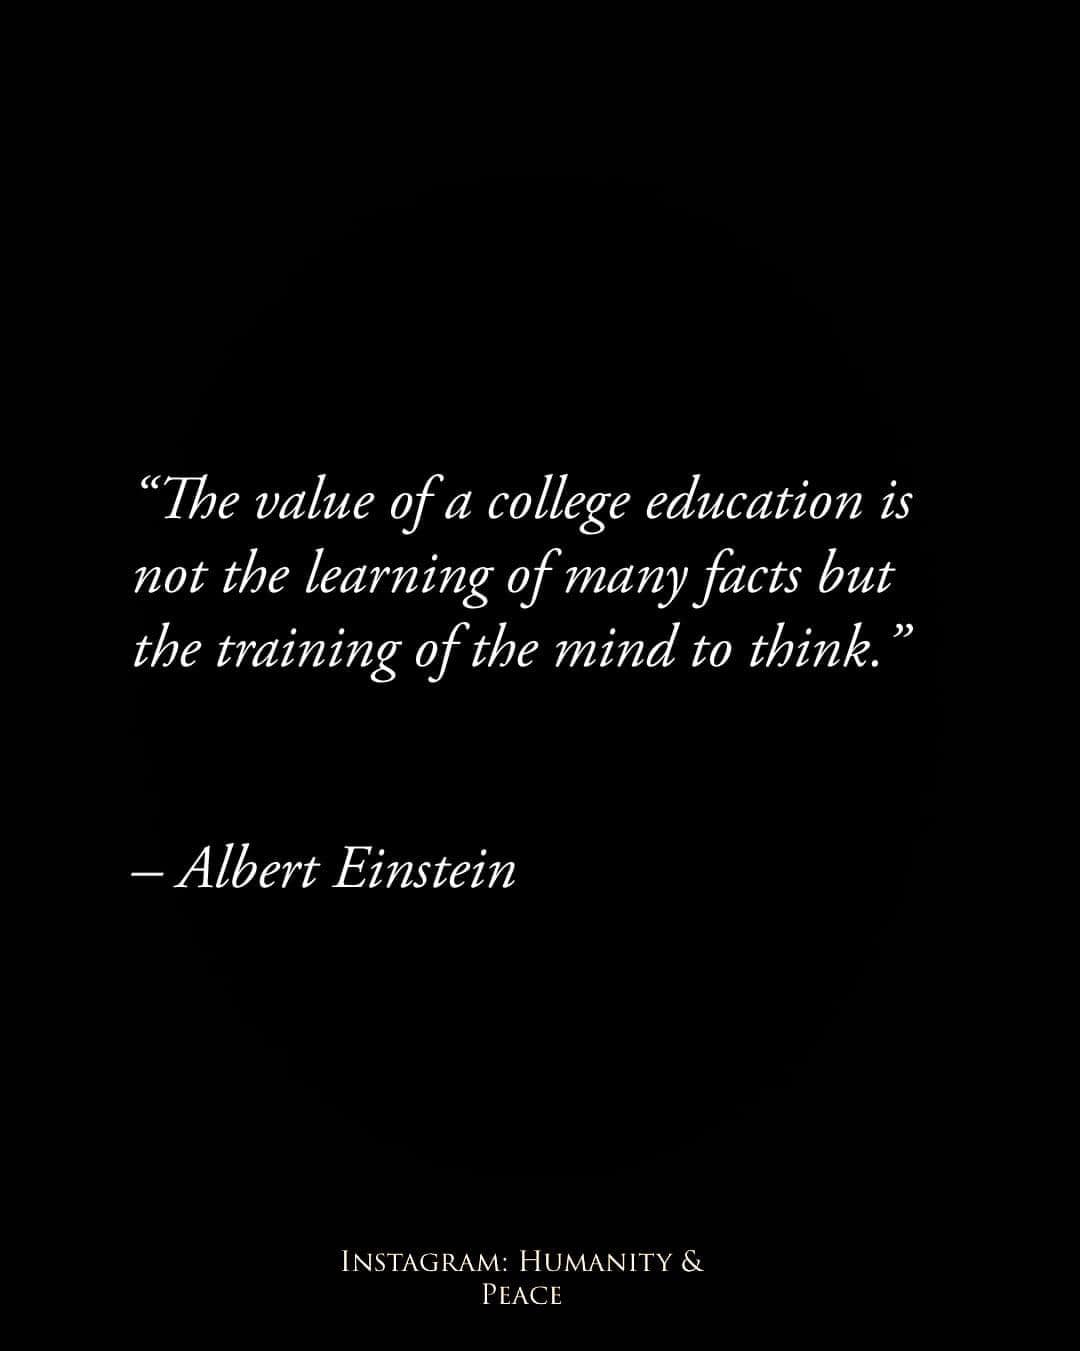 “The value of a college education is
not the learning of many facts but
the training of the mind to think.”
– Albert Einstein
Instagram: Humanity &
Peace